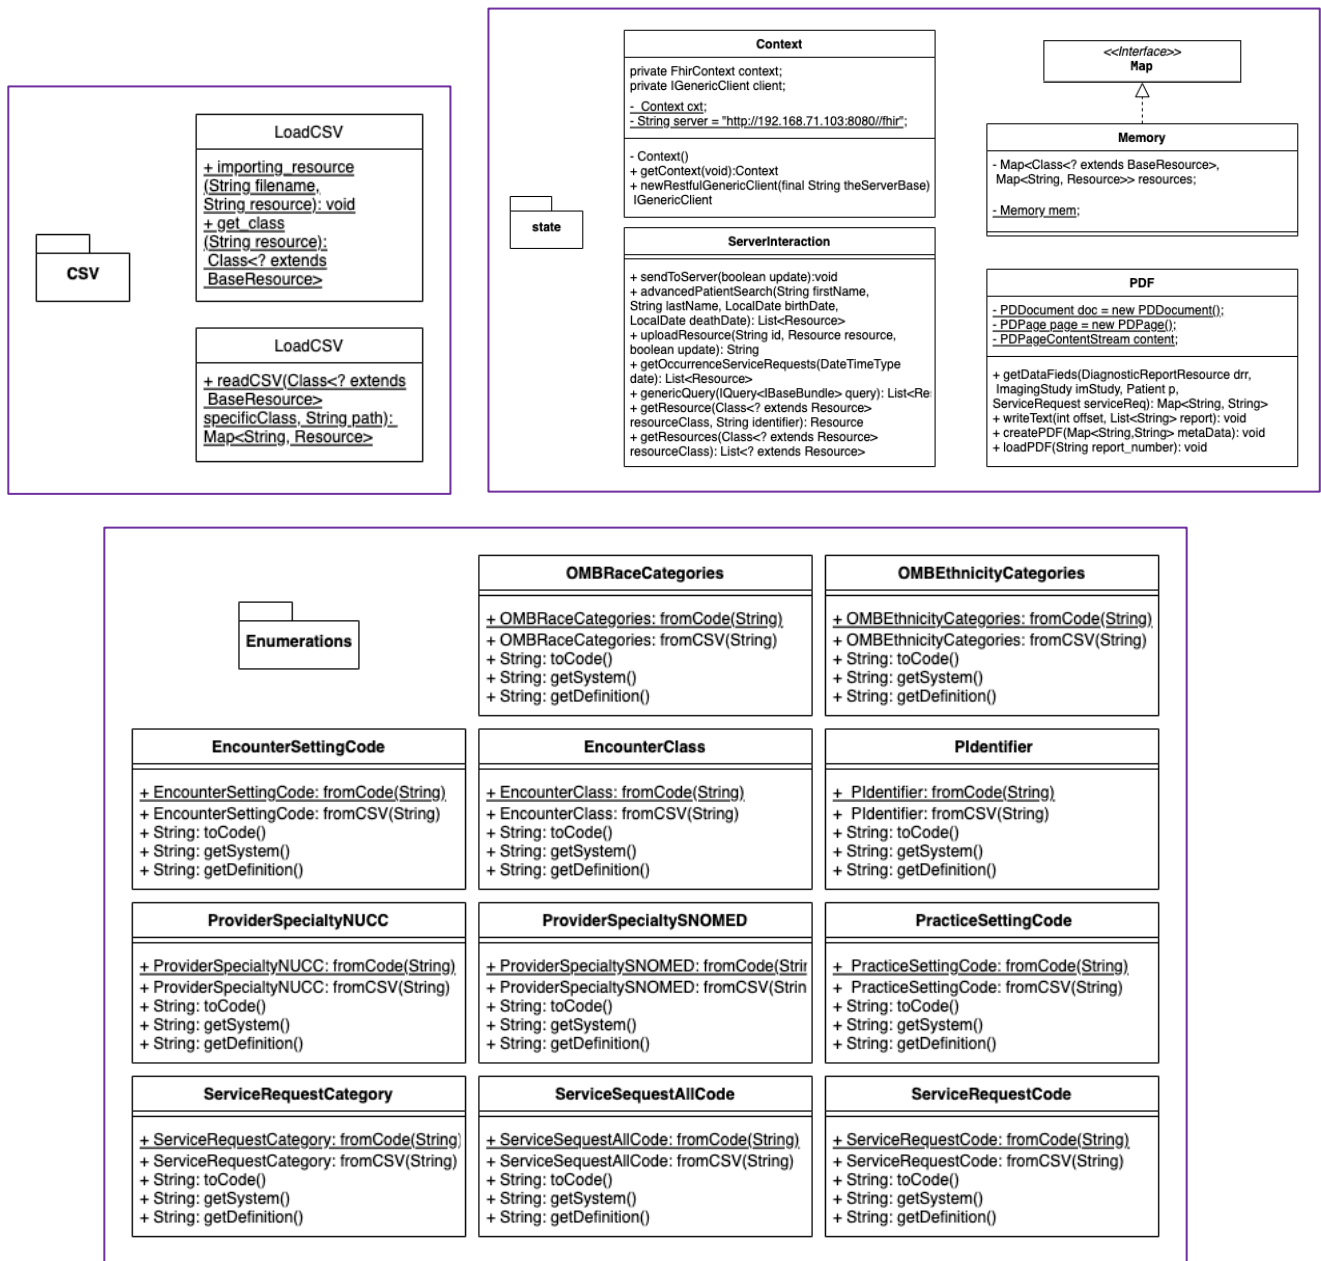 CSV
LoadCSV
+ importing_resource
(String filename,
String resource): void
+ get_class
(String resource):
Class<? extends
BaseResource>
LoadCSV
+ readCSV(Class<? extends
BaseResource>
specificClass, String path):
Map<String, Resource>
state
Context
private FhirContext context;
private IGenericClient client;
- Context cxt;
- String server = "http://192.168.71.103:8080//fhir";
- Context()
+ getContext(void):Context
+ newRestfulGenericClient(final String theServerBase)
IGenericClient
ServerInteraction
+ sendToServer(boolean update):void
+ advancedPatientSearch(String firstName,
String lastName, LocalDate birthDate,
LocalDate deathDate): List<Resource>
+ uploadResource(String id, Resource resource,
boolean update): String
+ getOccurrenceServiceRequests(DateTimeType
date): List<Resource>
+ genericQuery(IQuery<IBaseBundle> query): List<Re
+ getResource(Class<? extends Resource>
resourceClass, String identifier): Resource
+ getResources(Class<? extends Resource>
resourceClass): List<? extends Resource>
<<Interface>>
Map
Memory
- Map<Class<? extends BaseResource>,
Map<String, Resource>> resources;
- Memory mem;
PDF
- PDDocument doc = new PDDocument();
- PDPage page = new PDPage();
- PDPageContentStream content;
+ getDataFieds(DiagnosticReportResource drr,
ImagingStudy imStudy, Patient p,
ServiceRequest serviceReq): Map<String, String>
+ writeText(int offset, List<String> report): void
+ createPDF(Map<String,String> metaData): void
+ loadPDF(String report_number): void
Enumerations
OMBRaceCategories
+ OMBRaceCategories: fromCode(String)
+ OMBRaceCategories: fromCSV(String)
+ String: toCode()
+ String: getSystem()
+ String: getDefinition()
OMBEthnicityCategories
+ OMBEthnicityCategories: fromCode(String)
+ OMBEthnicityCategories: fromCSV(String)
+ String: toCode()
+ String: getSystem()
+ String: getDefinition()
EncounterSettingCode
+ EncounterSettingCode: fromCode(String)
+ EncounterSettingCode: fromCSV(String)
+ String: toCode()
+ String: getSystem()
+ String: getDefinition()
EncounterClass
+ EncounterClass: fromCode(String)
+ EncounterClass: fromCSV(String)
+ String: toCode()
+ String: getSystem()
+ String: getDefinition()
PIdentifier
+ PIdentifier: fromCode(String)
+ PIdentifier: fromCSV(String)
+ String: toCode()
+ String: getSystem()
+ String: getDefinition()
ProviderSpecialtyNUCC
+ ProviderSpecialtyNUCC: fromCode(String)
+ ProviderSpecialtyNUCC: fromCSV(String)
+ String: toCode()
+ String: getSystem()
+ String: getDefinition()
ProviderSpecialtySNOMED
+ ProviderSpecialtySNOMED: fromCode(Strin
+ ProviderSpecialtySNOMED: fromCSV(Strin
+ String: toCode()
+ String: getSystem()
+ String: getDefinition()
PracticeSettingCode
+ PracticeSettingCode: fromCode(String)
+ PracticeSettingCode: fromCSV(String)
+ String: toCode()
+ String: getSystem()
+ String: getDefinition()
ServiceRequestCategory
+ ServiceRequestCategory: fromCode(String)
+ ServiceRequestCategory: fromCSV(String)
+ String: toCode()
+ String: getSystem()
+ String: getDefinition()
ServiceSequestAllCode
+ ServiceSequestAllCode: fromCode(String)
+ ServiceSequestAllCode: fromCSV(String)
+ String: toCode()
+ String: getSystem()
+ String: getDefinition()
ServiceRequestCode
+ ServiceRequestCode: fromCode(String)
+ ServiceRequestCode: fromCSV(String)
+ String: toCode()
+ String: getSystem()
+ String: getDefinition()